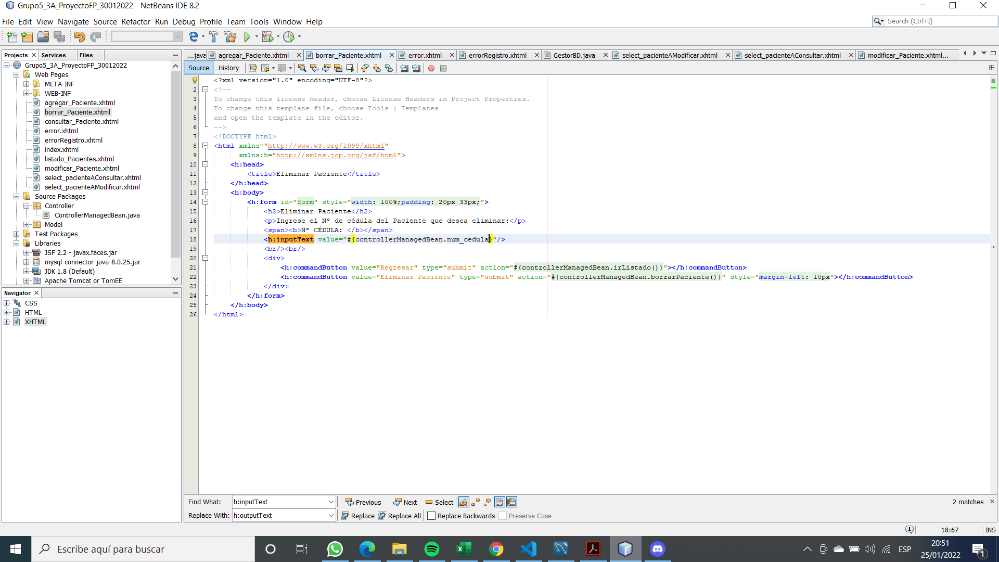 Grupo5_3A_ProyectoFP_30012022 - NetBeans IDE 8.2
File Edit View Navigate Source Refactor Run Debug Profile Team Tools Window Help
Search (Ctrl+I)
Projects Services Files
Grupo5_3A_ProyectoFP_30012022
Web Pages
META-INF
WEB-INF
agregar_Paciente.xhtml
borrar_Paciente.xhtml
consultar_Paciente.xhtml
error.xhtml
errorRegistro.xhtml
index.xhtml
listado_Pacientes.xhtml
modificar_Paciente.xhtml
select_pacienteAConsultar.xhtml
select_pacienteAModificar.xhtml
Source Packages
Controller
ControllerManagedBean.java
Model
Test Packages
Libraries
JSF 2.2 - javax.faces.jar
mysql-connector-java-8.0.25.jar
JDK 1.8 (Default)
Apache Tomcat or TomEE
Navigator
CSS
HTML
XHTML
...java agregar_Paciente.xhtml borrar_Paciente.xhtml error.xhtml errorRegistro.xhtml GestorBD.java select_pacienteAModificar.xhtml select_pacienteAConsultar.xhtml modificar_Paciente.xhtml...
Source History
<?xml version="1.0" encoding="UTF-8"?>
2 <!--
3 To change this license header, choose License Headers in Project Properties.
4 To change this template file, choose Tools | Templates
5 and open the template in the editor.
6 -->
7 <!DOCTYPE html>
8 <html xmlns="http://www.w3.org/1999/xhtml"
9 xmlns:h="http://xmlns.jcp.org/jsf/html">
10 <h:head>
11 <title>Eliminar Paciente</title>
12 </h:head>
13 <h:body>
14 <h:form id="form" style="width: 100%;padding: 20px 33px;">
15 <h2>Eliminar Paciente</h2>
16 <p>Ingrese el Nº de cédula del Paciente que desea eliminar:</p>
17 <span><b>Nº CÉDULA: </b></span>
18 <h:inputText value="#{controllerManagedBean.num_cedula}"/>
19 <br/><br/>
20 <div>
21 <h:commandButton value="Regresar" type="submit" action="#{controllerManagedBean.irListado()}"></h:commandButton>
22 <h:commandButton value="Eliminar Paciente" type="submit" action="#{controllerManagedBean.borrarPaciente()}" style="margin-left: 10px"></h:commandButton>
23 </div>
24 </h:form>
25 </h:body>
26 </html>
Find What: h:inputText Previous Next Select 2 matches
Replace With: h:outputText Replace Replace All Replace Backwards Preserve Case
18:67 INS
Escribe aquí para buscar
ESP
20:51
25/01/2022
1